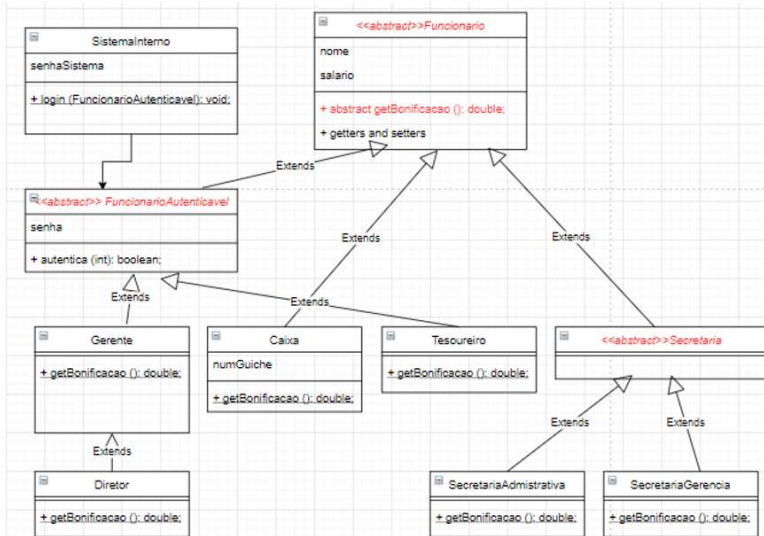 SistemaInterno
senhaSistema
+ login (FuncionarioAutenticavel): void;
<<abstract>>Funcionario
nome
salario
+ abstract getBonificacao (): double;
+ getters and setters
Extends
<<abstract>> FuncionarioAutenticavel
senha
+ autentica (int): boolean;
Extends
Extends
Extends
Extends
Gerente
+ getBonificacao (): double;
Caixa
numGuiche
+ getBonificacao (): double;
Tesoureiro
+ getBonificacao (): double;
<<abstract>>Secretaria
Extends
Extends
Extends
Diretor
+ getBonificacao (): double;
SecretariaAdmistrativa
+ getBonificacao (): double;
SecretariaGerencia
+ getBonificacao (): double;